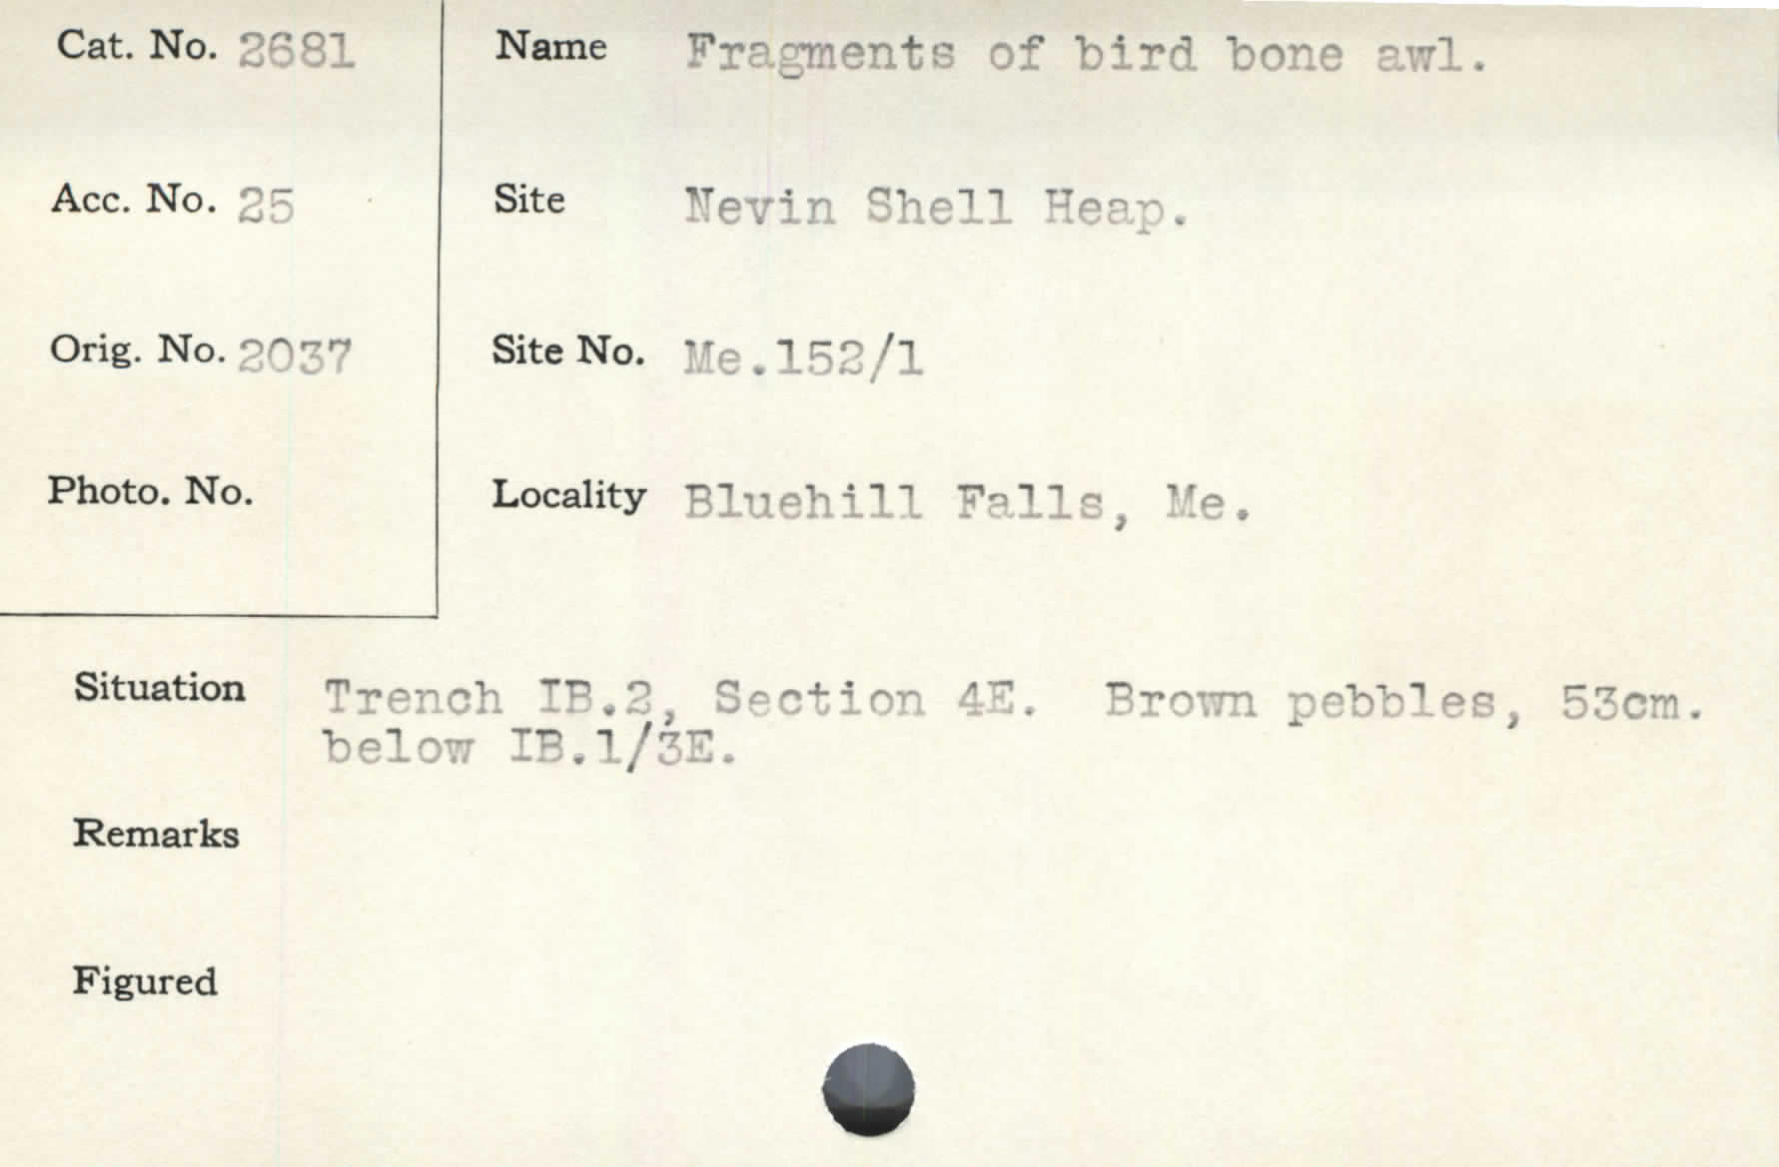 Cat. No. 2681
Name Fragments of bird bone awl.
Acc. No. 25
Site Nevin Shell Heap.
Orig. No. 2037
Site No. Me.152/1
Photo. No.
Locality Bluehill Falls, Me.
Situation Trench IB.2, Section 4E. Brown pebbles, 53cm.
below IB.1/3E.
Remarks
Figured